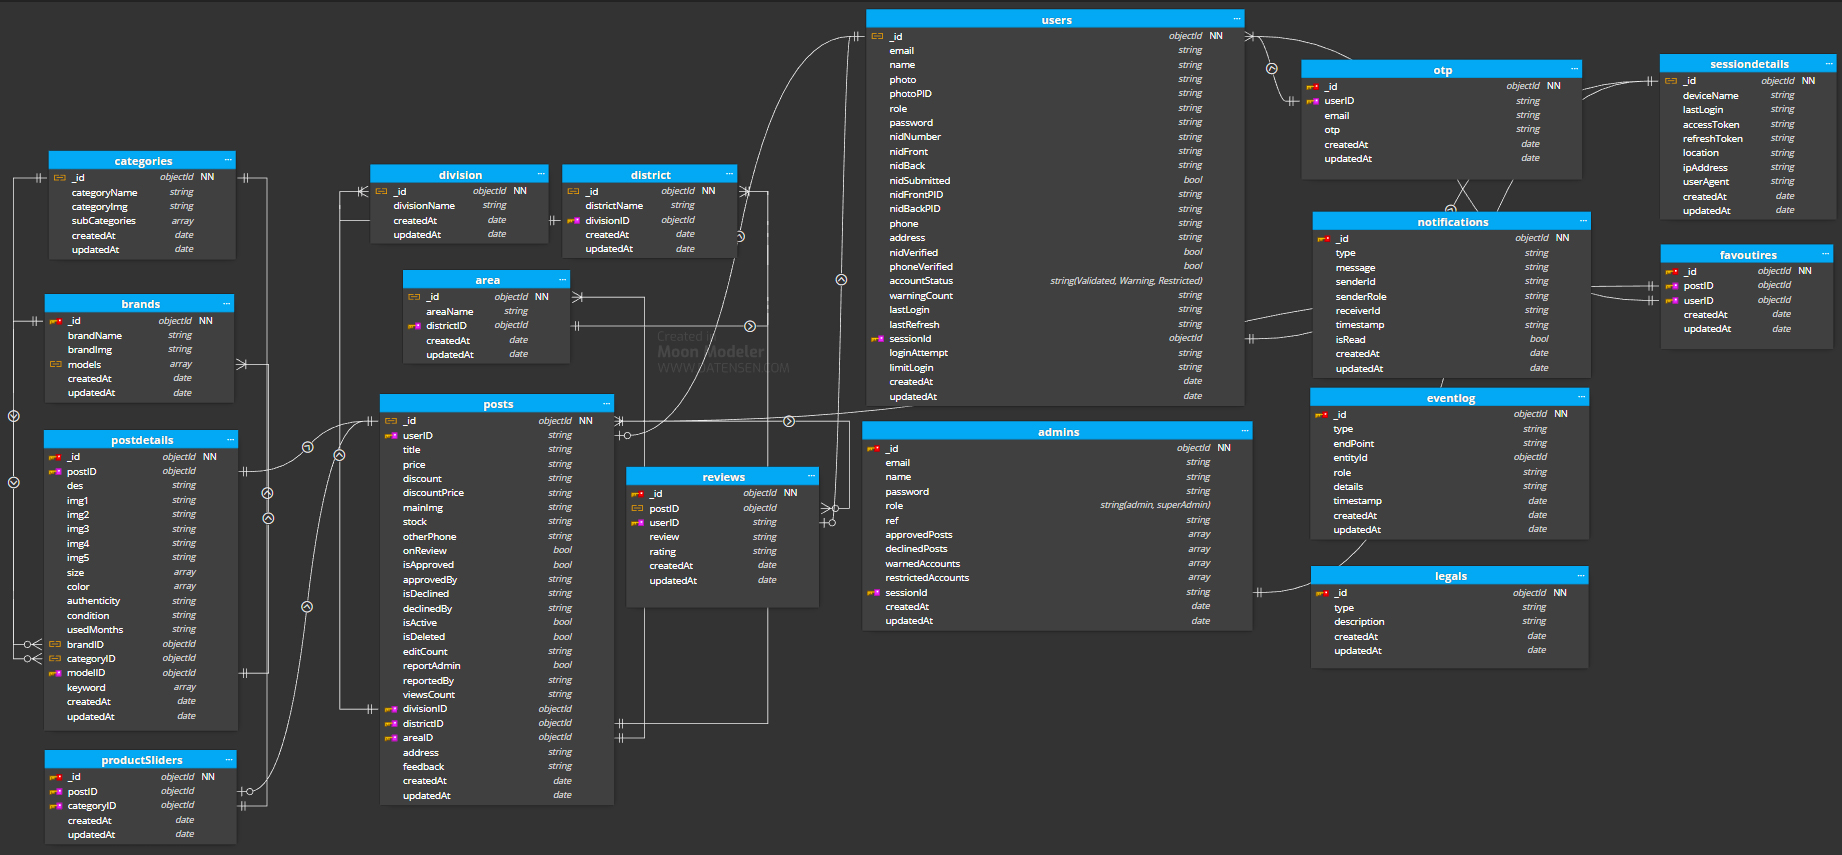 categories
_id objectId NN
categoryName string
categoryImg string
subCategories array
createdAt date
updatedAt date
brands
_id objectId NN
brandName string
brandImg string
models array
createdAt date
updatedAt date
postdetails
_id objectId NN
postID objectId
des string
img1 string
img2 string
img3 string
img4 string
img5 string
size array
color array
authenticity string
condition string
usedMonths string
brandID objectId
categoryID objectId
modelID objectId
keyword array
createdAt date
updatedAt date
productSliders
_id objectId NN
postID objectId
categoryID objectId
createdAt date
updatedAt date
division
_id objectId NN
divisionName string
createdAt date
updatedAt date
district
_id objectId NN
districtName string
divisionID objectId
createdAt date
updatedAt date
area
_id objectId NN
areaName string
districtID objectId
createdAt date
updatedAt date
Created in
Moon Modeler
WWW.DATENSEN.COM
posts
_id objectId NN
userID string
title string
price string
discount string
discountPrice string
mainImg string
stock string
otherPhone string
onReview bool
isApproved bool
approvedBy string
isDeclined string
declinedBy string
isActive bool
isDeleted bool
editCount string
reportAdmin bool
reportedBy string
viewsCount string
divisionID objectId
districtID objectId
areaID objectId
address string
feedback string
createdAt date
updatedAt date
reviews
_id objectId NN
postID objectId
userID string
review string
rating string
createdAt date
updatedAt date
users
_id objectId NN
email string
name string
photo string
photoPID string
role string
password string
nidNumber string
nidFront string
nidBack string
nidSubmitted bool
nidFrontPID string
nidBackPID string
phone string
address string
nidVerified bool
phoneVerified bool
accountStatus string(Validated, Warning, Restricted)
warningCount string
lastLogin string
lastRefresh string
sessionId objectId
loginAttempt string
limitLogin string
createdAt date
updatedAt date
admins
_id objectId NN
email string
name string
password string
role string(admin, superAdmin)
ref string
approvedPosts array
declinedPosts array
warnedAccounts array
restrictedAccounts array
sessionId string
createdAt date
updatedAt date
otp
_id objectId NN
userID string
email string
otp string
createdAt date
updatedAt date
notifications
_id objectId NN
type string
message string
senderId string
senderRole string
receiverId string
timestamp string
isRead bool
createdAt date
updatedAt date
eventlog
_id objectId NN
type string
endPoint string
entityId objectId
role string
details string
timestamp date
createdAt date
updatedAt date
legals
_id objectId NN
type string
description string
createdAt date
updatedAt date
sessiondetails
_id objectId NN
deviceName string
lastLogin string
accessToken string
refreshToken string
location string
ipAddress string
userAgent string
createdAt date
updatedAt date
favoutires
_id objectId NN
postID objectId
userID objectId
createdAt date
updatedAt date